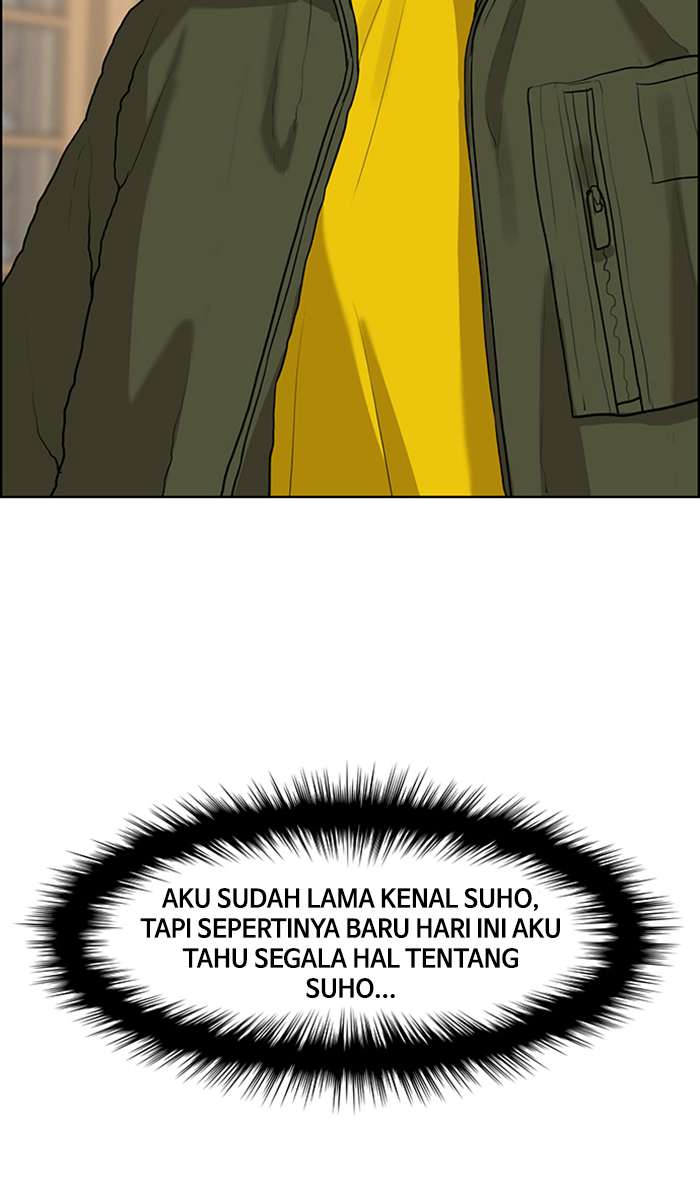 AKU SUDAH LAMA KENAL SUHO,
TAPI SEPERTINYA BARU HARI INI AKU
TAHU SEGALA HAL TENTANG
SUHO...